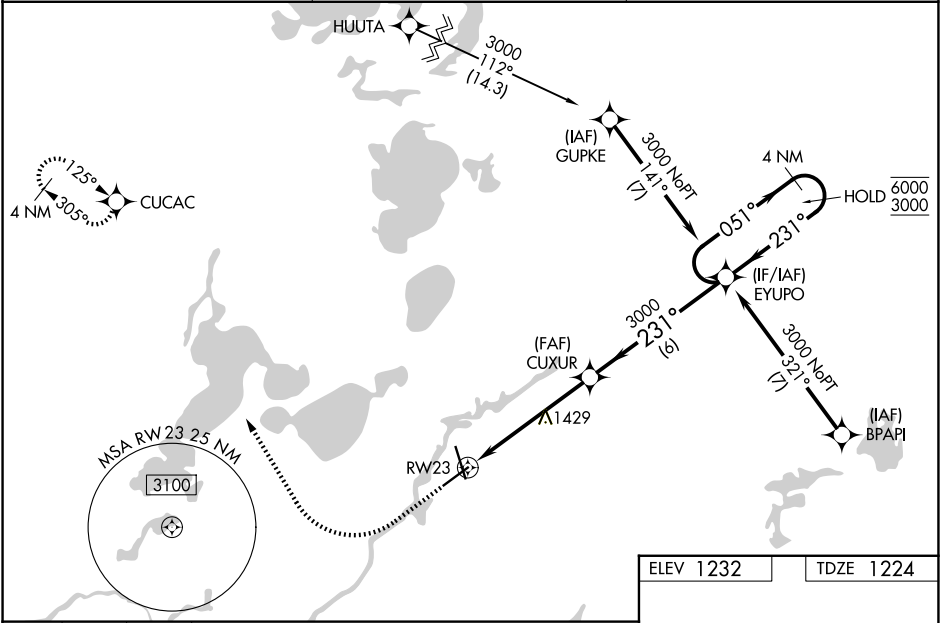 HUUTA
3000
112°
(14.3)
(IAF)
GUPKE
3000 NoPT
141°
(7)
4 NM
HOLD
6000
3000
051°
231°
125°
305°
4 NM
CUCAC
(IF/IAF)
EYUPO
3000
231°
(6)
(FAF)
CUXUR
3000 NoPT
321°
(7)
1429
(IAF)
BPAPI
MSA RW 23 25 NM
3100
RW23
ELEV 1232
TDZE 1224